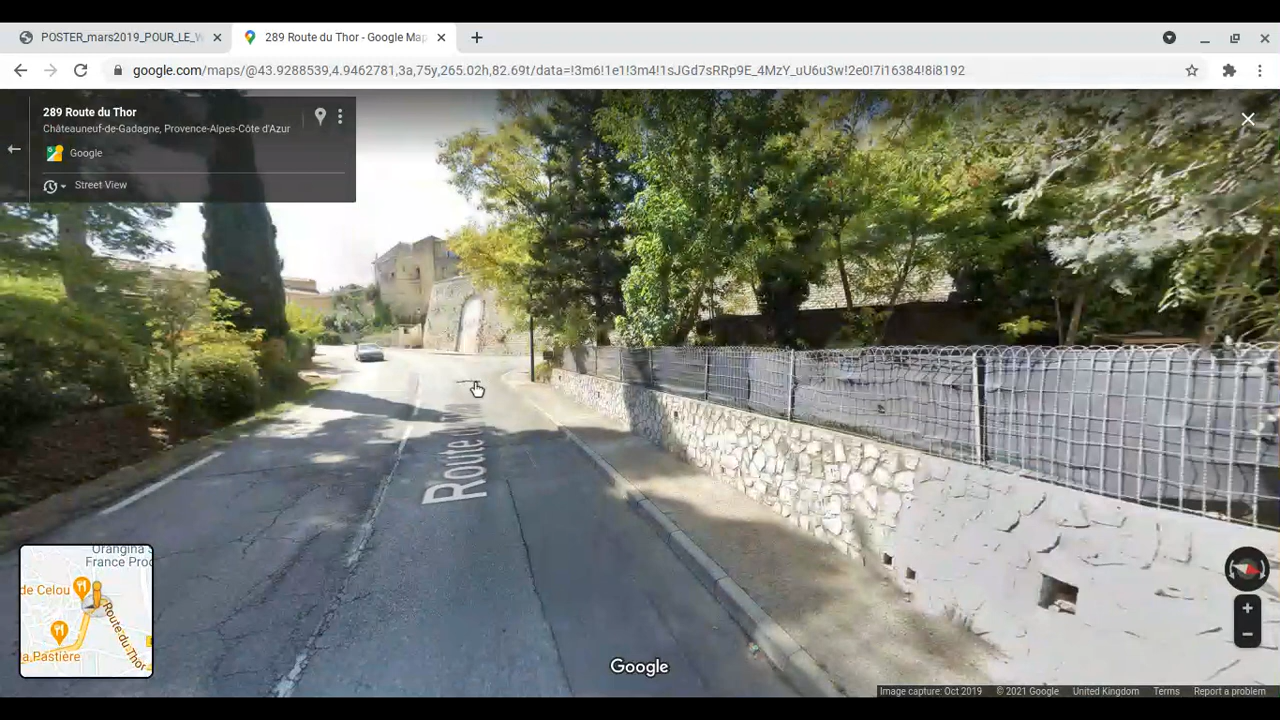 POSTER_mars2019_POUR_LE_W
289 Route du Thor - Google Map
google.com/maps/@43.9288539,4.9462781,3a,75y,265.02h,82.69t/data=!3m6!1e1!3m4!1sJGd7sRRp9E_4MzY_uU6u3w!2e0!7i16384!8i8192
289 Route du Thor
Châteauneuf-de-Gadagne, Provence-Alpes-Côte d'Azur
Google
Street View
Route
Orangina
France Prod
de Celou
Route du Thor
a Pastière
Google
Image capture: Oct 2019 © 2021 Google United Kingdom Terms Report a problem